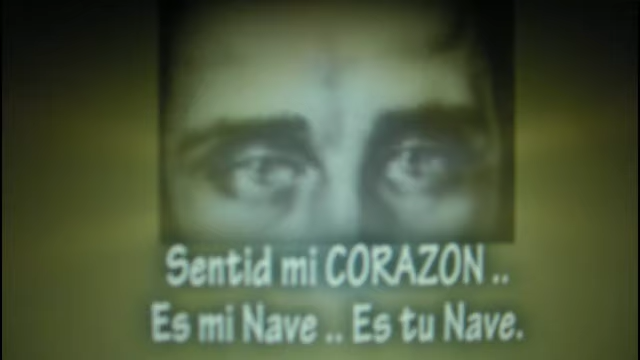 Sentid mi CORAZON ..
Es mi Nave .. Es tu Nave.